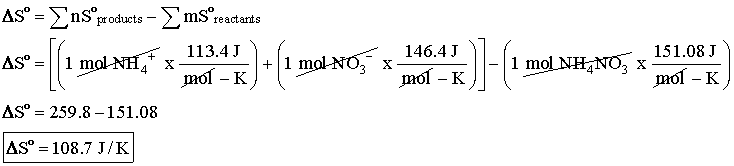 ΔS° = ∑nS°products − ∑mS°reactants
ΔS° = [(1 mol NH₄⁺ x 113.4 J / mol − K) + (1 mol NO₃⁻ x 146.4 J / mol − K)] − (1 mol NH₄NO₃ x 151.08 J / mol − K)
ΔS° = 259.8 − 151.08
ΔS° = 108.7 J/K